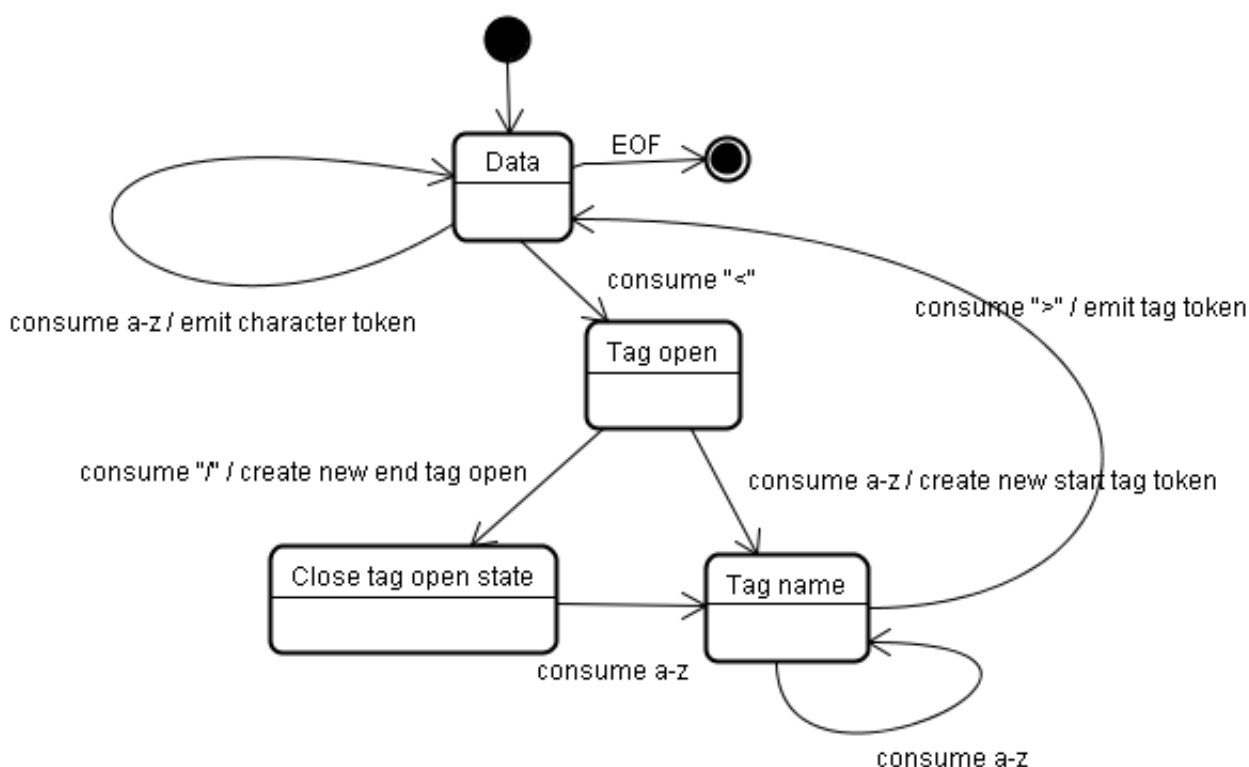 EOF
Data
consume "<"
consume ">" / emit tag token
consume a-z / emit character token
Tag open
consume "/" / create new end tag open
consume a-z / create new start tag token
Close tag open state
Tag name
consume a-z
consume a-z